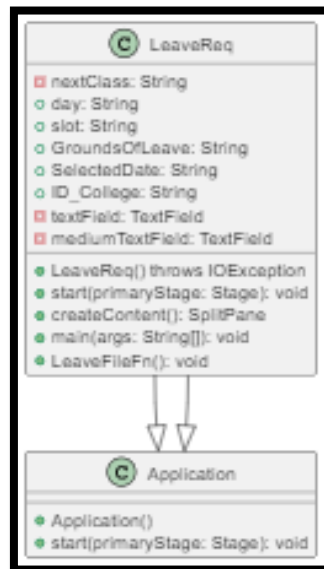 C LeaveReq
nextClass: String
day: String
slot: String
GroundsOfLeave: String
SelectedDate: String
ID_College: String
textField: TextField
mediumTextField: TextField
LeaveReq() throws IOException
start(primaryStage: Stage): void
createContent(): SplitPane
main(args: String[]): void
LeaveFileFn(): void
C Application
Application()
start(primaryStage: Stage): void